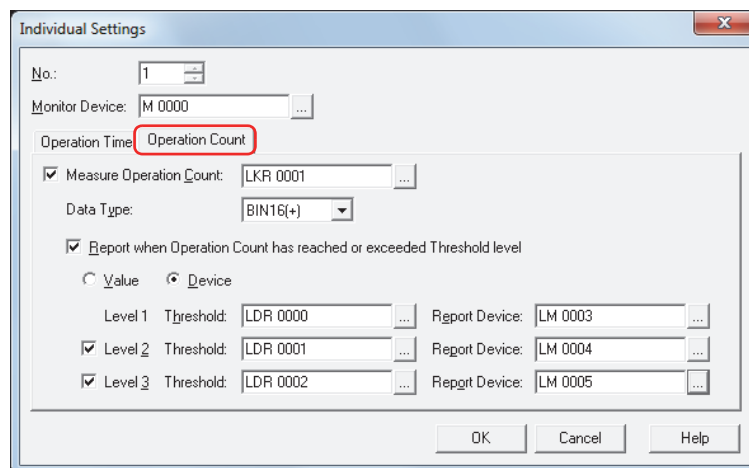 Individual Settings
No.: 1
Monitor Device: M 0000 ...
Operation Time Operation Count
Measure Operation Count: LKR 0001 ...
Data Type: BIN16(+)
Report when Operation Count has reached or exceeded Threshold level
Value Device
Level 1 Threshold: LDR 0000 ... Report Device: LM 0003 ...
Level 2 Threshold: LDR 0001 ... Report Device: LM 0004 ...
Level 3 Threshold: LDR 0002 ... Report Device: LM 0005 ...
OK Cancel Help